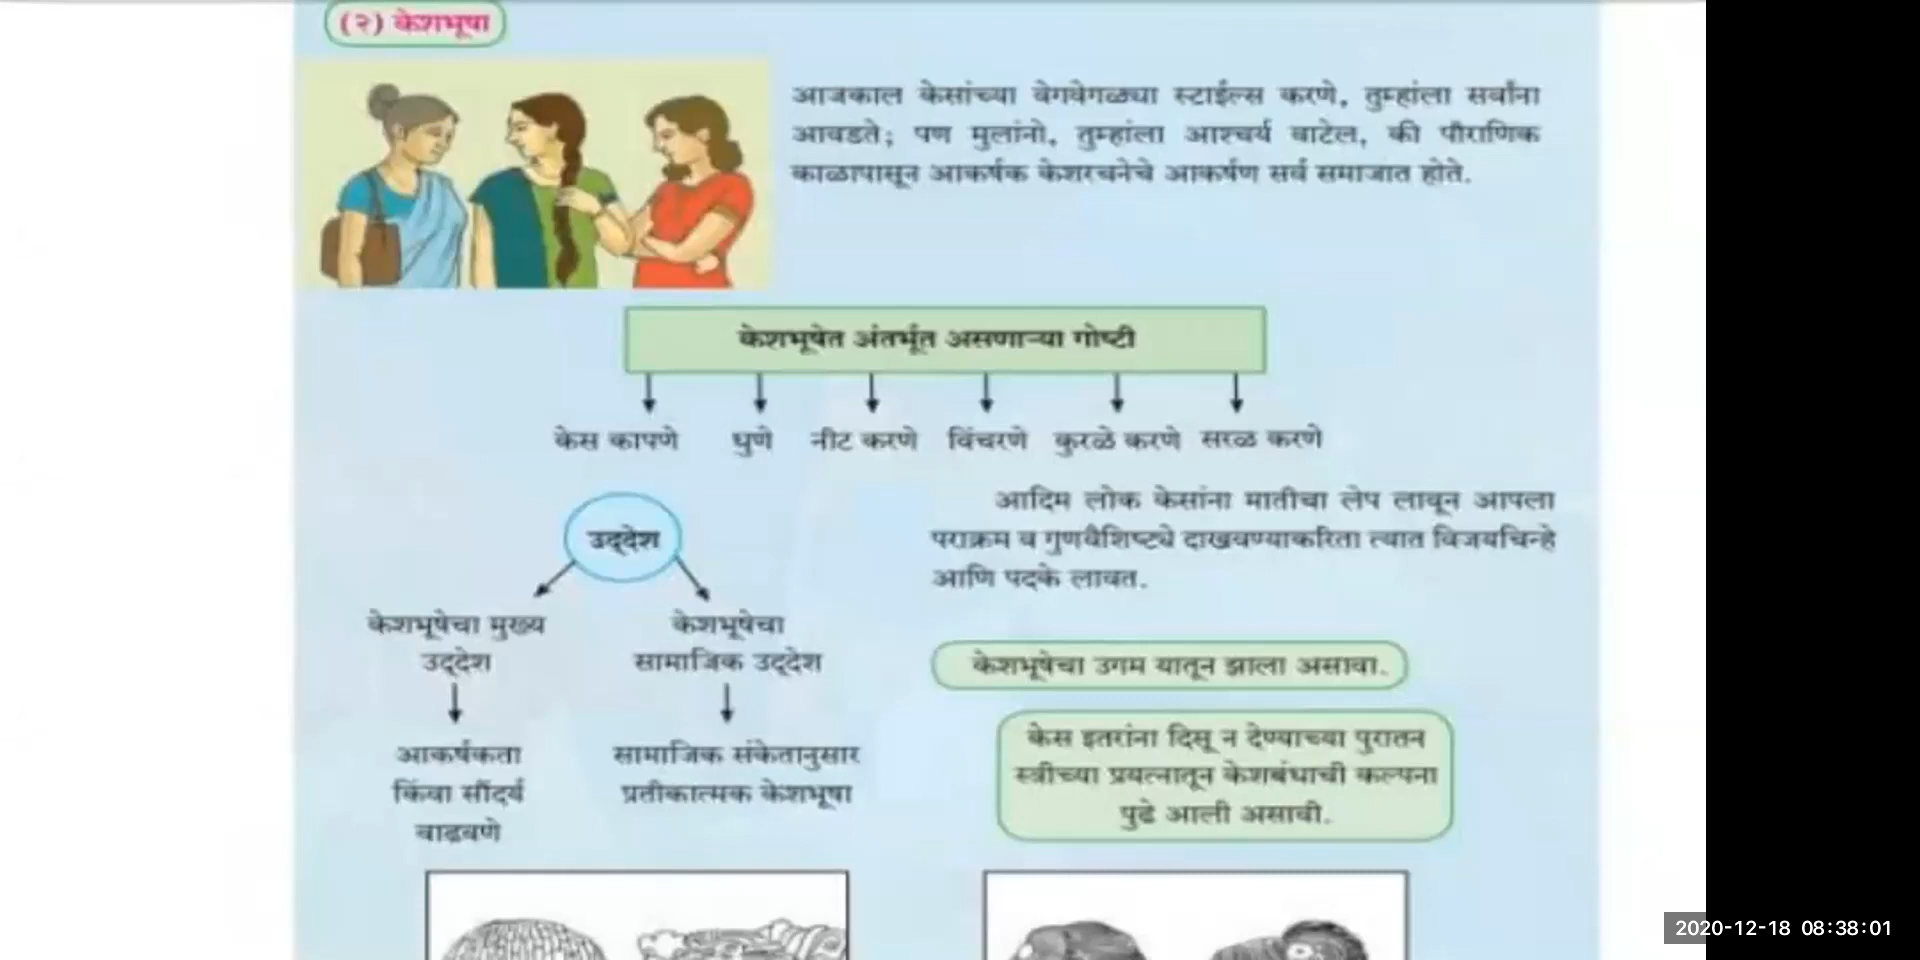 (२) केशभूषा
आजकाल केसांच्या वेगवेगळ्या स्टाईल्स करणे, तुम्हांला सर्वांना
आवडते; पण मुलांनो, तुम्हांला आश्चर्य वाटेल, की पौराणिक
काळापासून आकर्षक केशरचनेचे आकर्षण सर्व समाजात होते.
केशभूषेत अंतर्भूत असणाऱ्या गोष्टी
केस कापणे धुणे नीट करणे विंचरणे कुरळे करणे सरळ करणे
उद्देश
केशभूषेचा मुख्य
उद्देश
आकर्षकता
किंवा सौंदर्य
वाढवणे
केशभूषेचा
सामाजिक उद्देश
सामाजिक संकेतानुसार
प्रतीकात्मक केशभूषा
आदिम लोक केसांना मातीचा लेप लावून आपला
पराक्रम व गुणवैशिष्ट्ये दाखवण्याकरिता त्यात विजयचिन्हे
आणि पदके लावत.
केशभूषेचा उगम यातून झाला असावा.
केस इतरांना दिसू न देण्याच्या पुरातन
स्त्रीच्या प्रयत्नातून केशबंधाची कल्पना
पुढे आली असावी.
2020-12-18 08:38:01